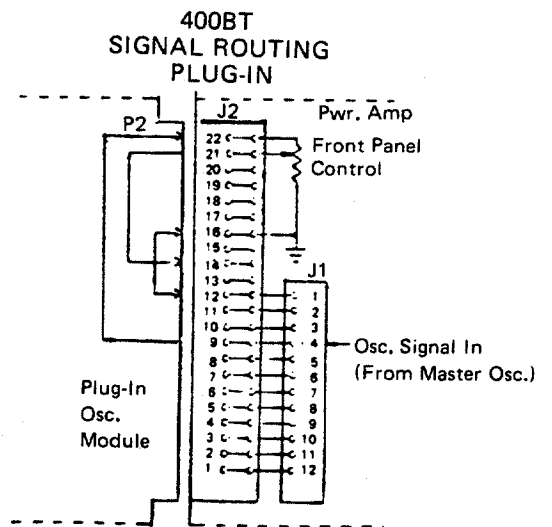 400BT
SIGNAL ROUTING
PLUG-IN
J2
Pwr. Amp
P2
22
Front Panel
21
Control
20
19
18
17
16
15
14
J1
13
12 1
11 2
10 3
9 4
Osc. Signal In
8 5
(From Master Osc.)
7 6
6 7
Plug-In
5 8
Osc.
4 9
Module
3 10
2 11
1 12